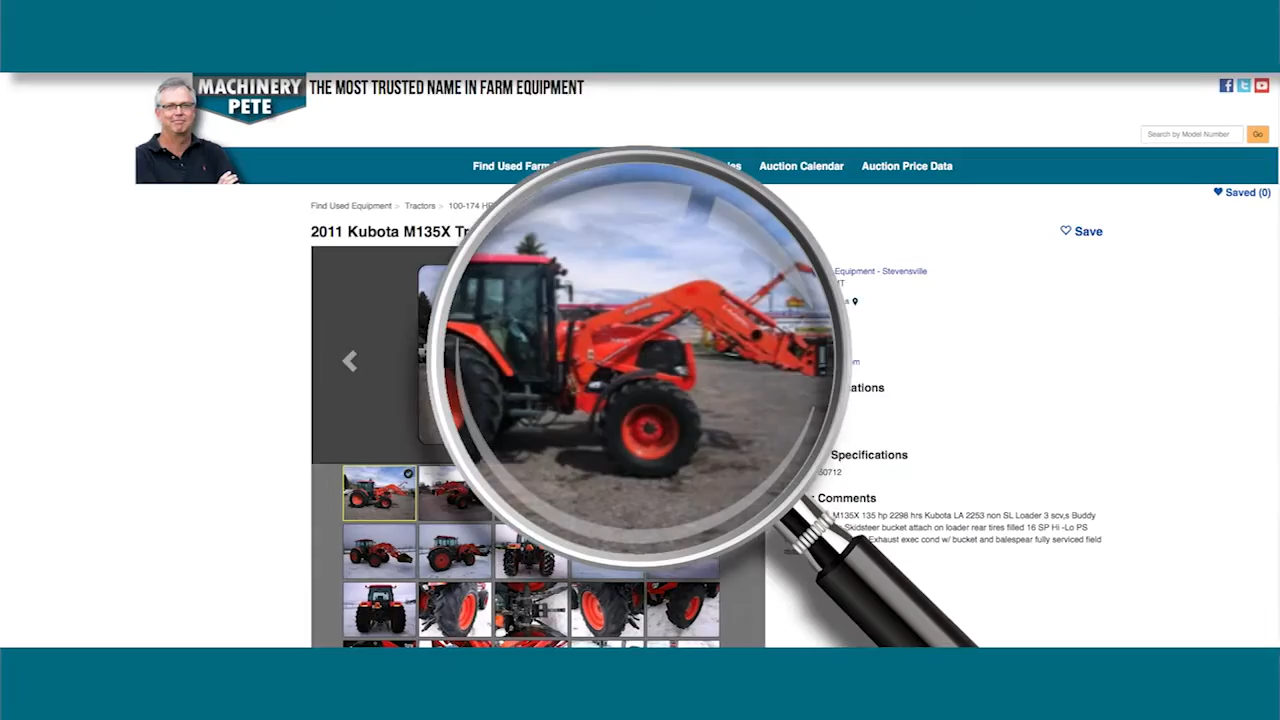 MACHINERY
PETE
THE MOST TRUSTED NAME IN FARM EQUIPMENT
Search by Model Number
Go
Find Used Farm
Auction Calendar
Auction Price Data
Saved (0)
Find Used Equipment > Tractors > 100-174 HP
2011 Kubota M135X
Save
Equipment - Stevensville
Specifications
Comments
M135X 135 hp 2298 hrs Kubota LA 2253 non SL Loader 3 scv,s Buddy
Skidsteer bucket attach on loader rear tires filled 16 SP Hi -Lo PS
Exhaust exec cond w/ bucket and balespear fully serviced field